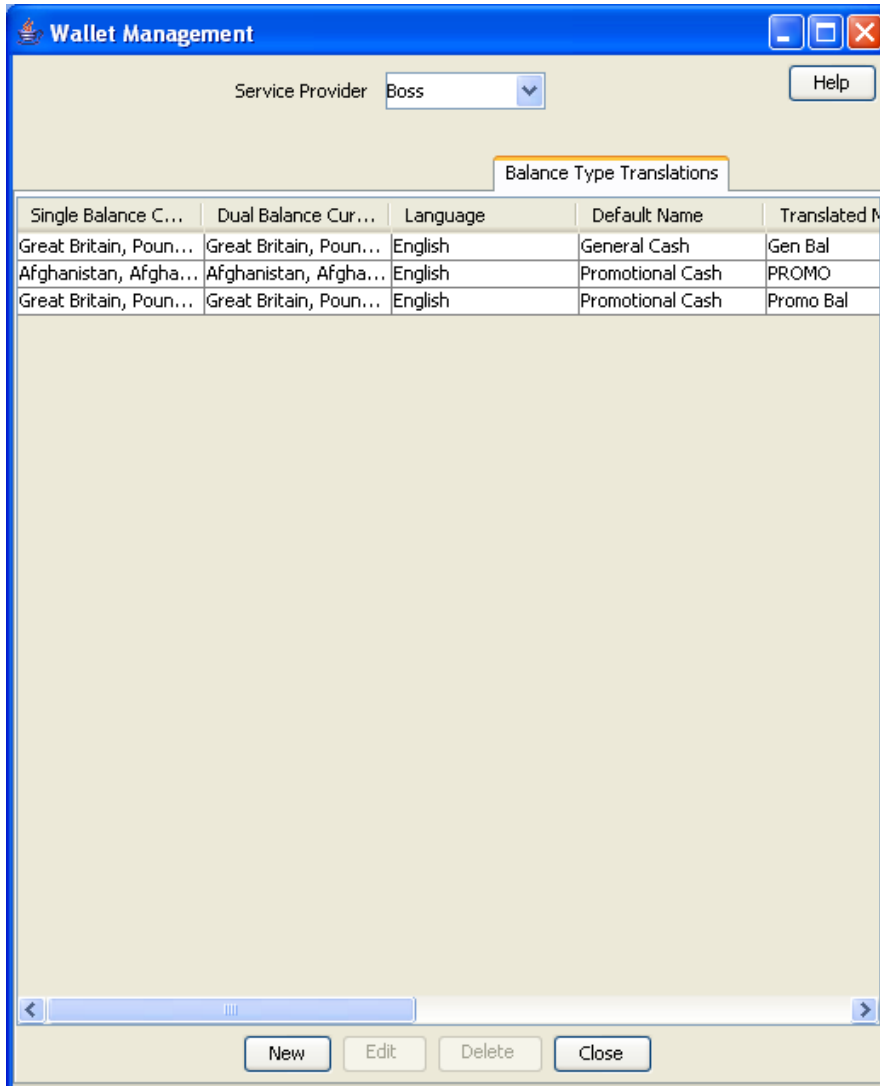 Wallet Management
Service Provider Boss Help
Balance Type Translations
Single Balance C... Dual Balance Cur... Language Default Name Translated
Great Britain, Poun... Great Britain, Poun... English General Cash Gen Bal
Afghanistan, Afgha... Afghanistan, Afgha... English Promotional Cash PROMO
Great Britain, Poun... Great Britain, Poun... English Promotional Cash Promo Bal
New Edit Delete Close